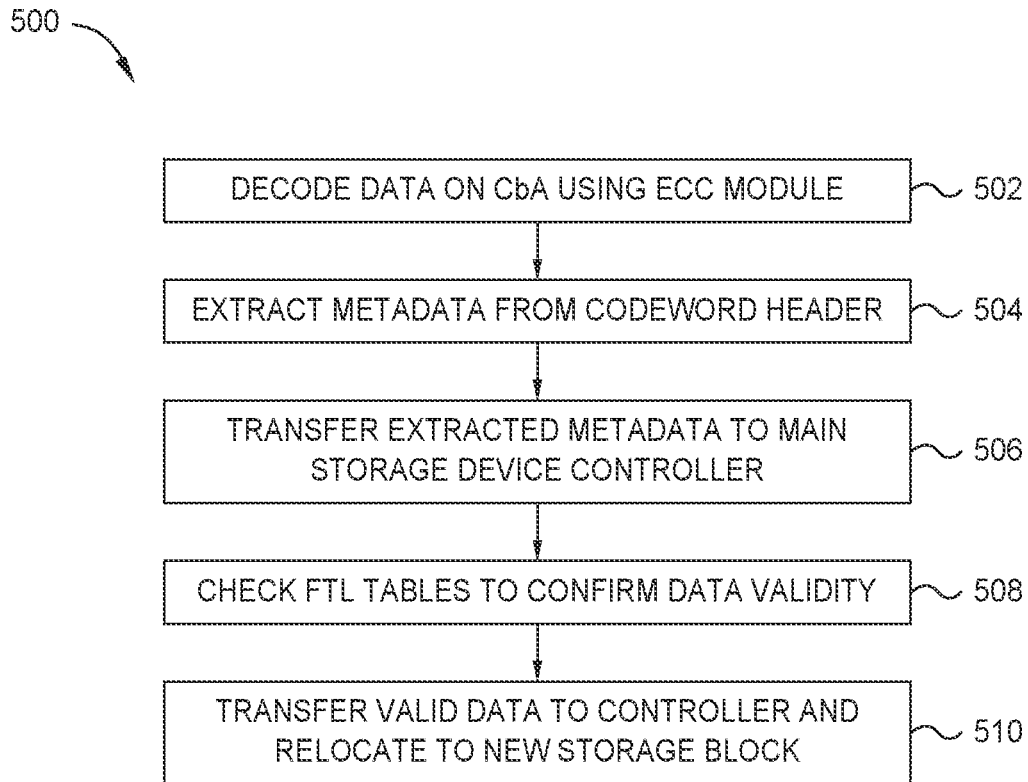 500
DECODE DATA ON CbA USING ECC MODULE
502
EXTRACT METADATA FROM CODEWORD HEADER
504
TRANSFER EXTRACTED METADATA TO MAIN
STORAGE DEVICE CONTROLLER
506
CHECK FTL TABLES TO CONFIRM DATA VALIDITY
508
TRANSFER VALID DATA TO CONTROLLER AND
RELOCATE TO NEW STORAGE BLOCK
510